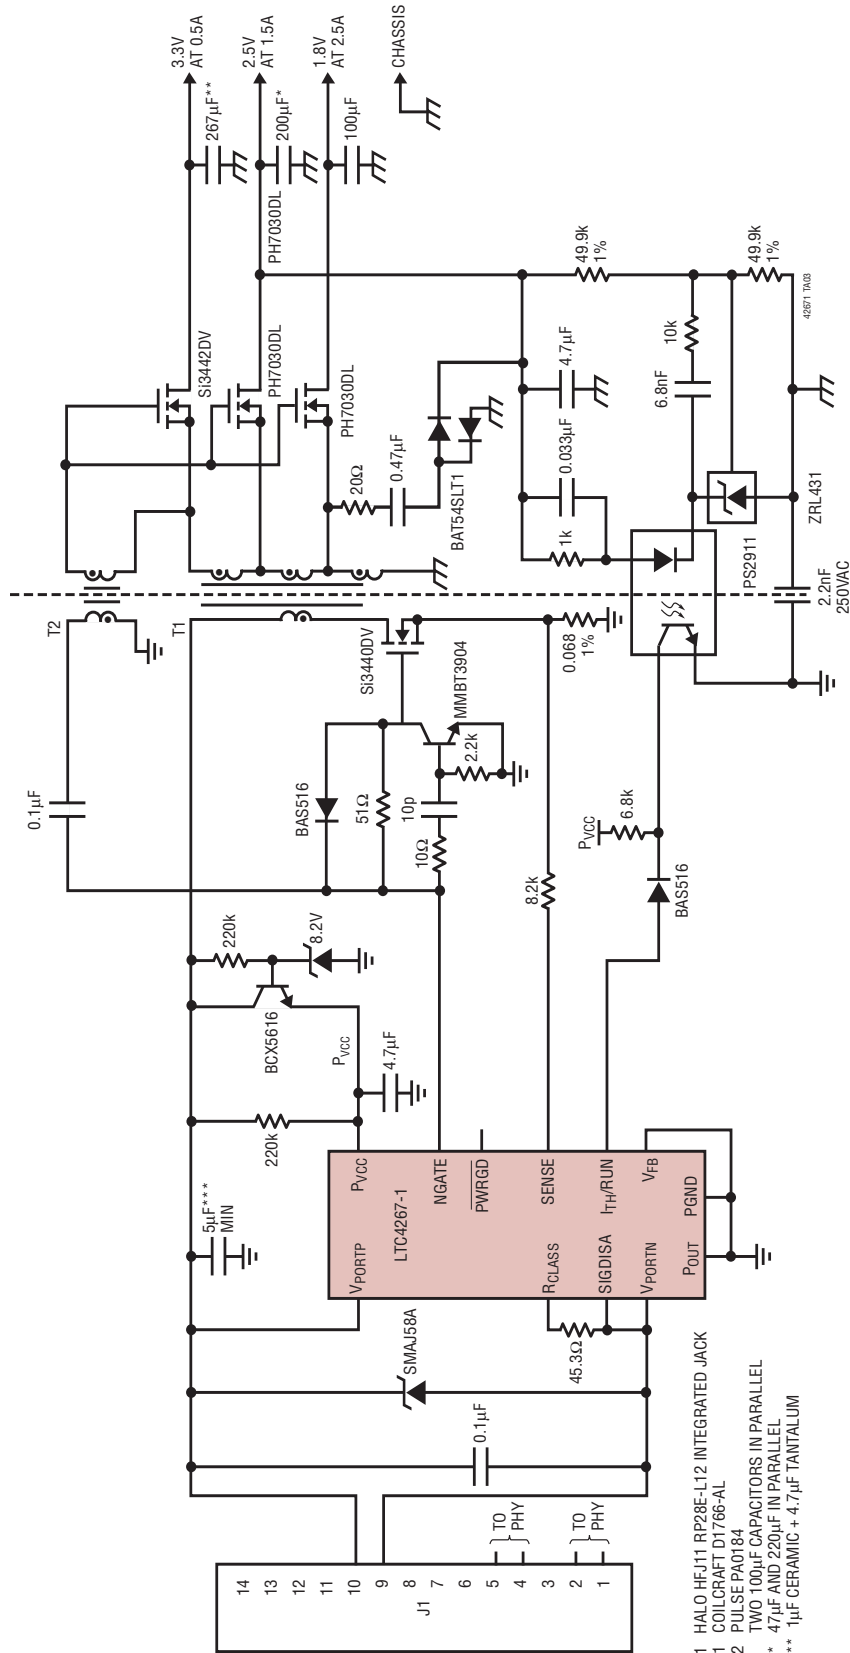 3.3V
AT 0.5A
2.5V
AT 1.5A
1.8V
AT 2.5A
CHASSIS
267µF**
200µF*
100µF
PH7030DL
Si3442DV
PH7030DL
PH7030DL
20Ω
0.47µF
BAT54SLT1
49.9k
1%
4.7µF
0.033µF
1k
10k
6.8nF
49.9k
1%
42671 TA03
ZRL431
PS2911
2.2nF
250VAC
T2
T1
0.1µF
Si3440DV
MMBT3904
0.068
1%
BAS516
51Ω
10p
10Ω
2.2k
8.2k
PVCC
6.8k
BAS516
220k
8.2V
BCX5616
PVCC
4.7µF
220k
5µF***
MIN
PVCC
NGATE
PWRGD
SENSE
ITH/RUN
VFB
PGND
POUT
LTC4267-1
VPORTP
RCLASS
SIGDISA
VPORTN
45.3Ω
SMAJ58A
0.1µF
TO
PHY
TO
PHY
14
13
12
11
10
9
8
7
6
5
4
3
2
1
J1
1 HALO HFJ11 RP28E-L12 INTEGRATED JACK
1 COILCRAFT D1766-AL
2 PULSE PA0184
TWO 100µF CAPACITORS IN PARALLEL
* 47µF AND 220µF IN PARALLEL
** 1µF CERAMIC + 4.7µF TANTALUM